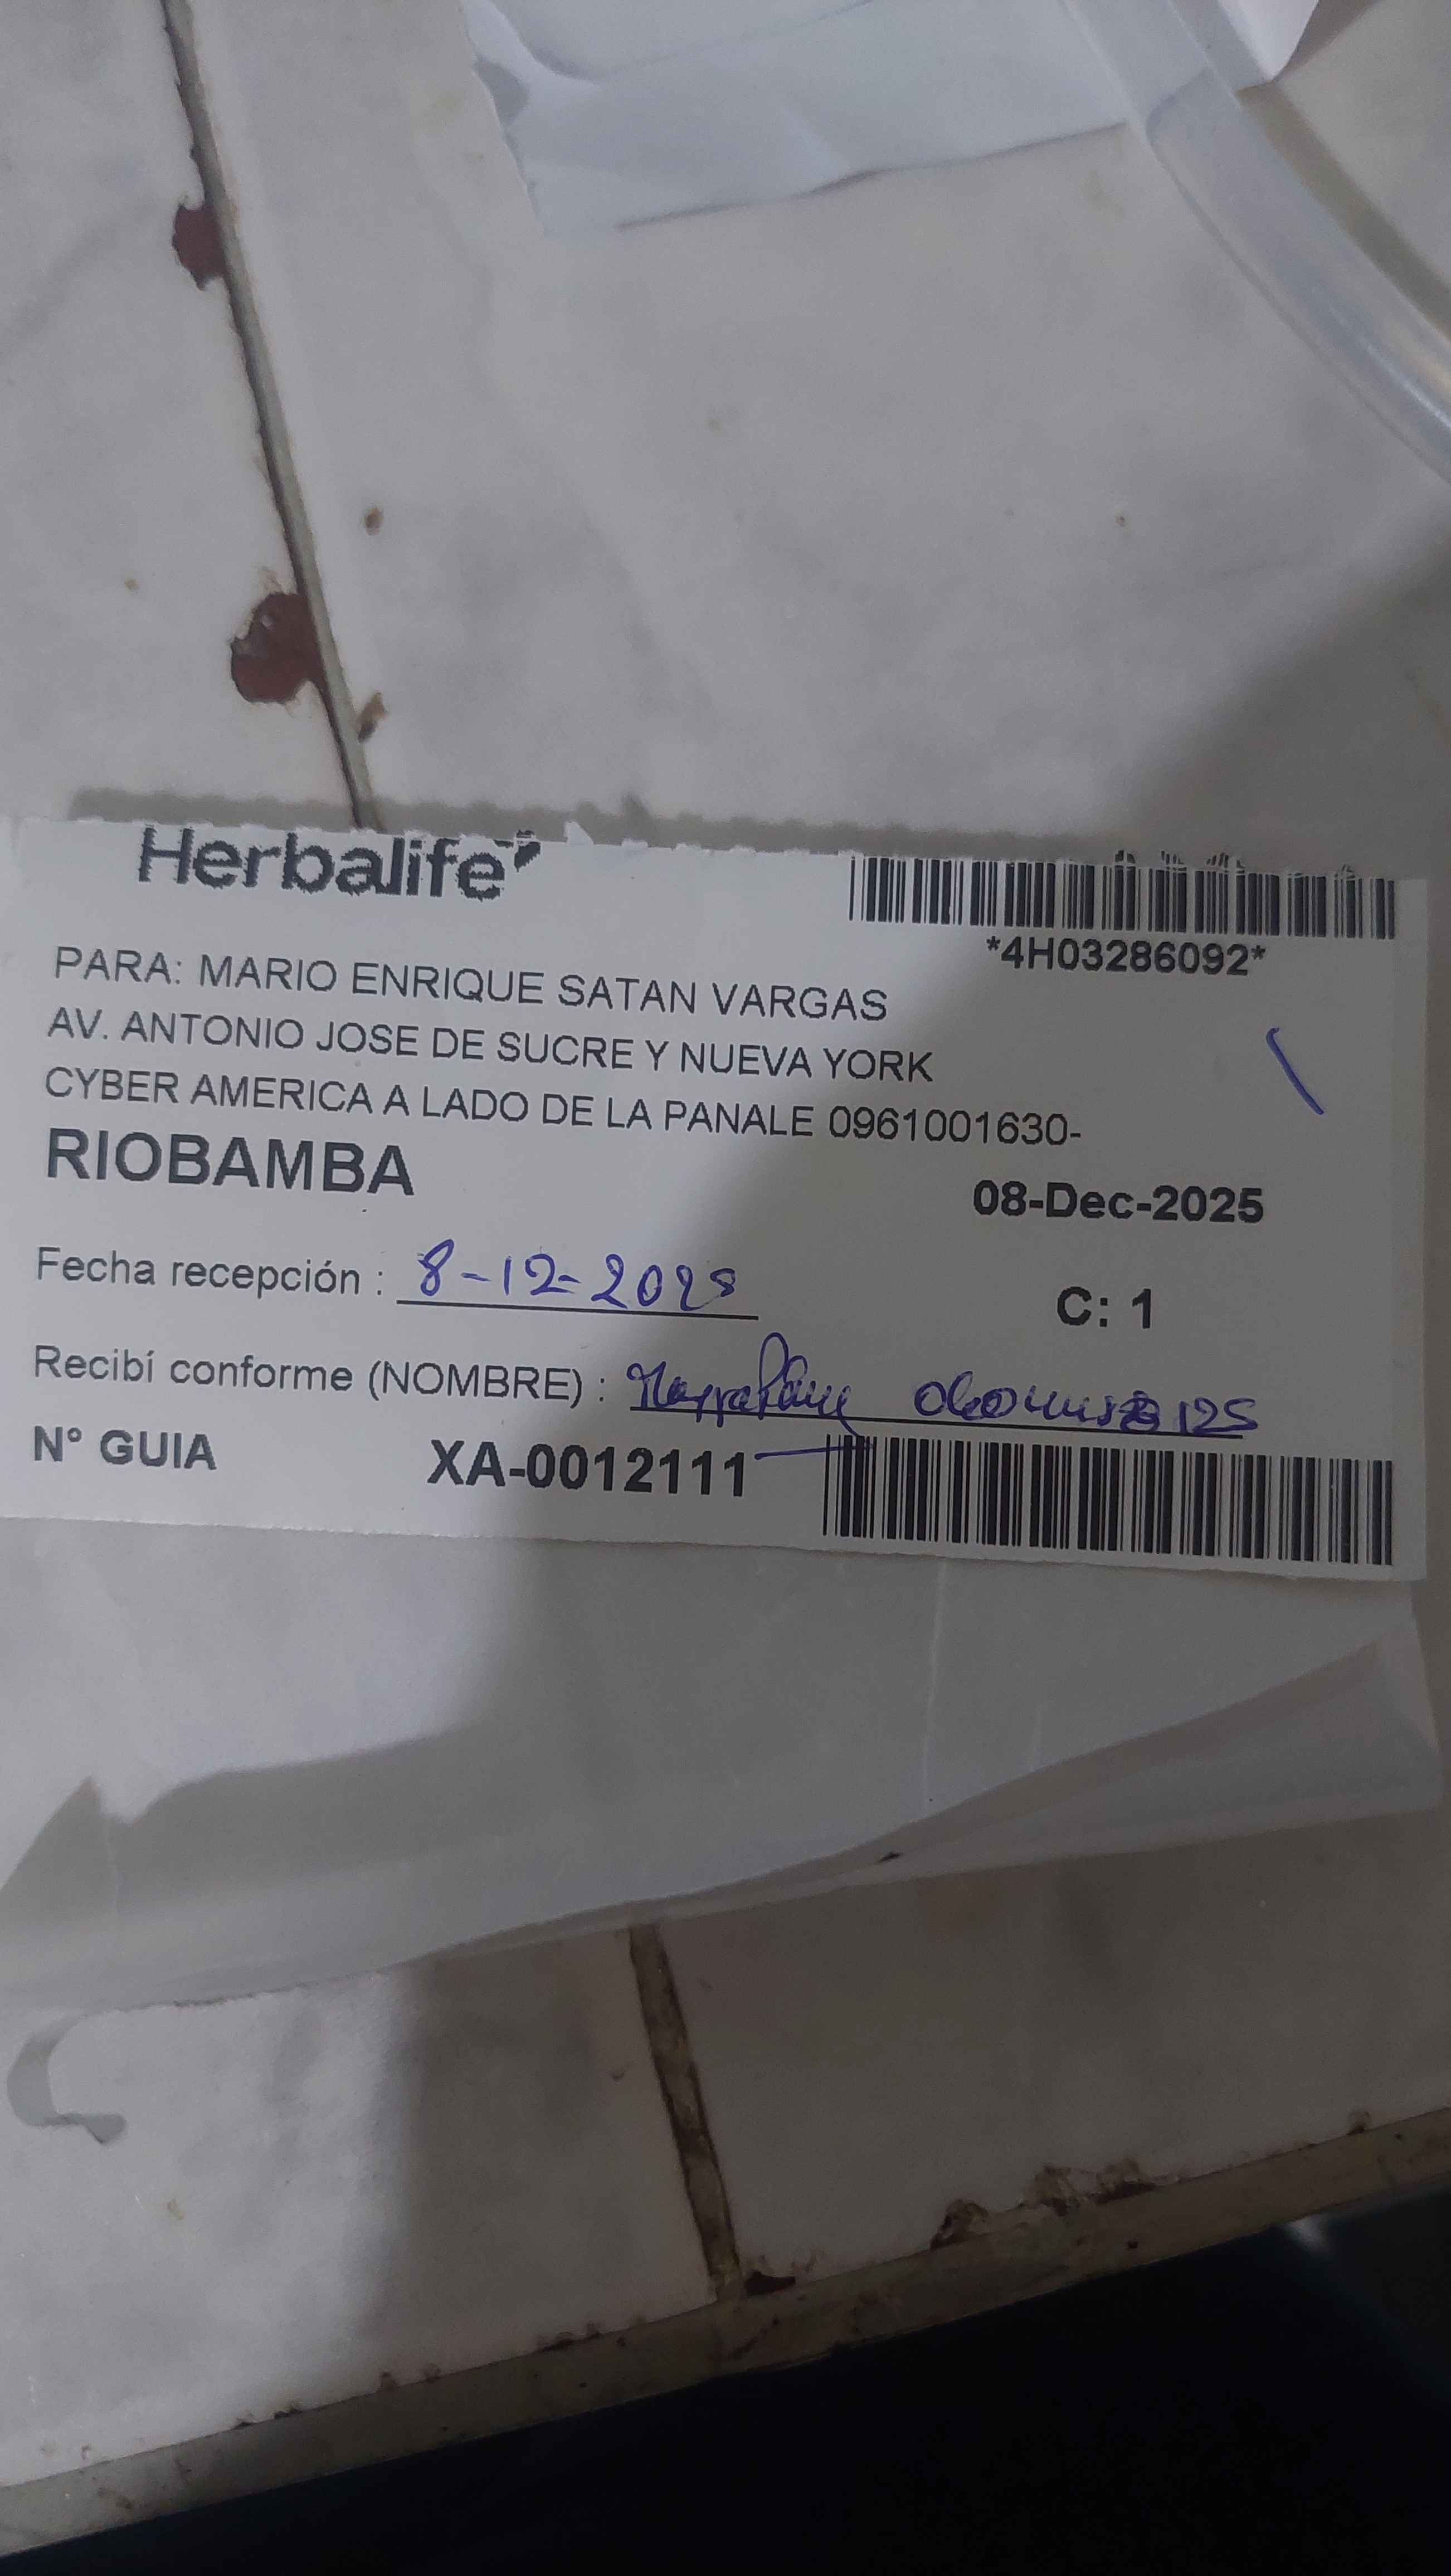 Herbalife
*4H03286092*
PARA: MARIO ENRIQUE SATAN VARGAS
AV. ANTONIO JOSE DE SUCRE Y NUEVA YORK
CYBER AMERICA A LADO DE LA PANALE 0961001630-
RIOBAMBA
08-Dec-2025
Fecha recepción : 8-12-2025
C: 1
Recibí conforme (NOMBRE) :
N° GUIA XA-0012111